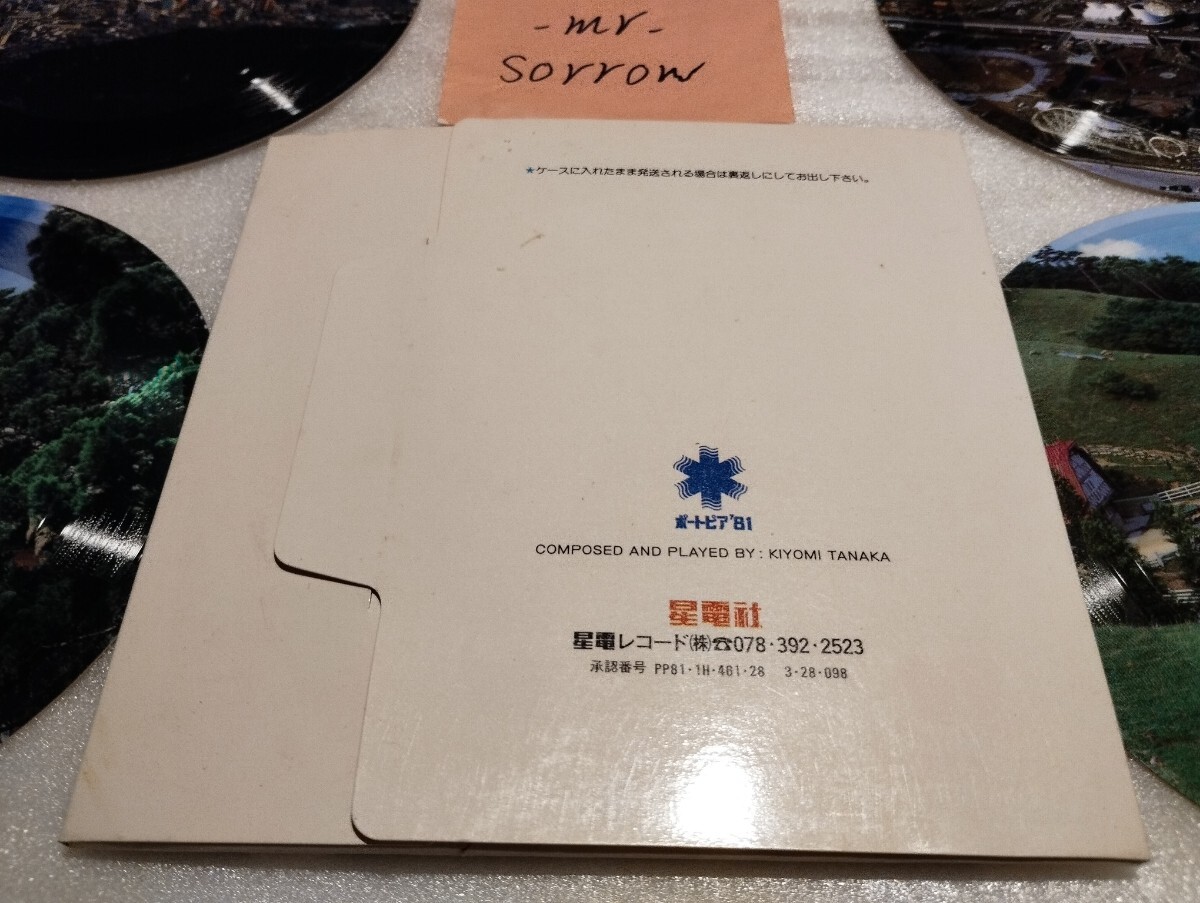 -mr-
Sorrow
★ケースに入れたまま発送される場合は裏返しにしてお出し下さい。
ポートピア'81
COMPOSED AND PLAYED BY : KIYOMI TANAKA
星電社
星電レコード㈱☎078・392・2523
承認番号 PP81・1H・461・28 3・28・098